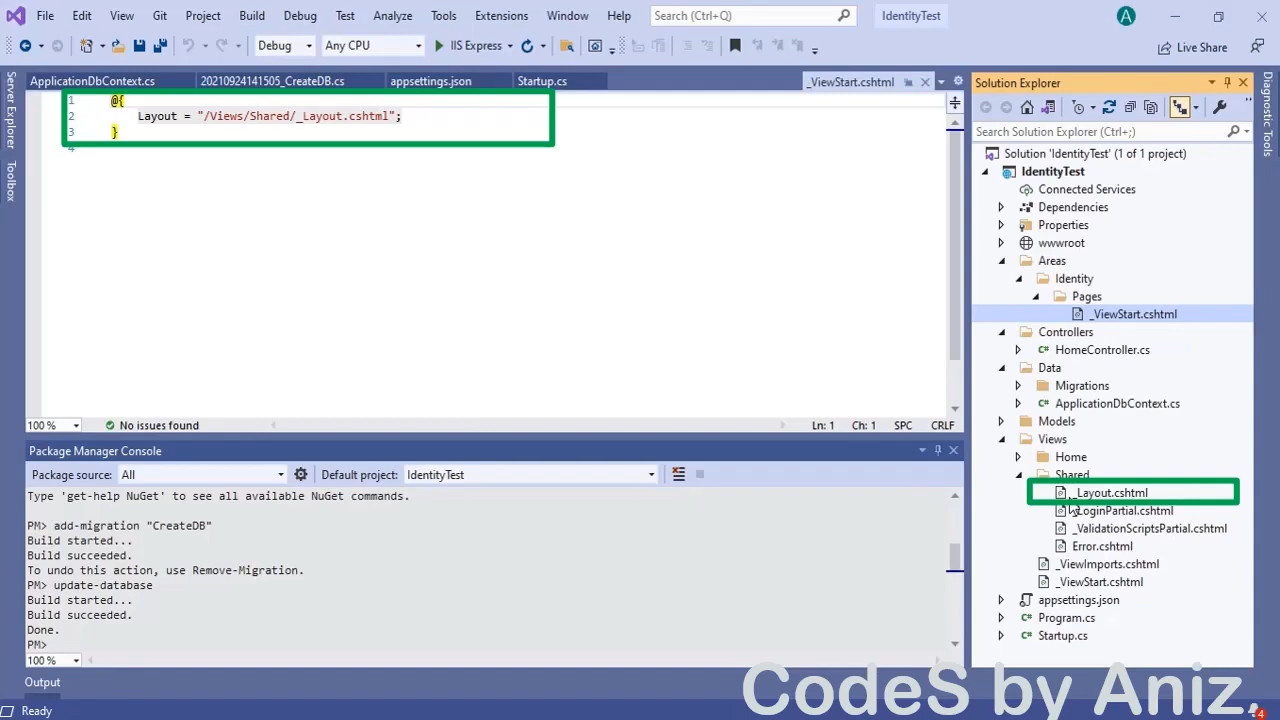 File Edit View Git Project Build Debug Test Analyze Tools Extensions Window Help Search (Ctrl+Q) IdentityTest A
Debug Any CPU IIS Express Live Share
ApplicationDbContext.cs 20210924141505_CreateDB.cs appsettings.json Startup.cs _ViewStart.cshtml
Server Explorer
Toolbox
1 @{
2 Layout = "/Views/Shared/_Layout.cshtml";
3 }
4
100 % No issues found Ln: 1 Ch: 1 SPC CRLF
Package Manager Console
Package source: All Default project: IdentityTest
Type 'get-help NuGet' to see all available NuGet commands.
PM> add-migration "CreateDB"
Build started...
Build succeeded.
To undo this action, use Remove-Migration.
PM> update-database
Build started...
Build succeeded.
Done.
PM>
100 %
Output
Ready
Solution Explorer
Search Solution Explorer (Ctrl+;)
Solution 'IdentityTest' (1 of 1 project)
IdentityTest
Connected Services
Dependencies
Properties
wwwroot
Areas
Identity
Pages
_ViewStart.cshtml
Controllers
C# HomeController.cs
Data
Migrations
C# ApplicationDbContext.cs
Models
Views
Home
Shared
_Layout.cshtml
_LoginPartial.cshtml
_ValidationScriptsPartial.cshtml
Error.cshtml
_ViewImports.cshtml
_ViewStart.cshtml
appsettings.json
C# Program.cs
C# Startup.cs
Diagnostic Tools
CodeS by Aniz
4